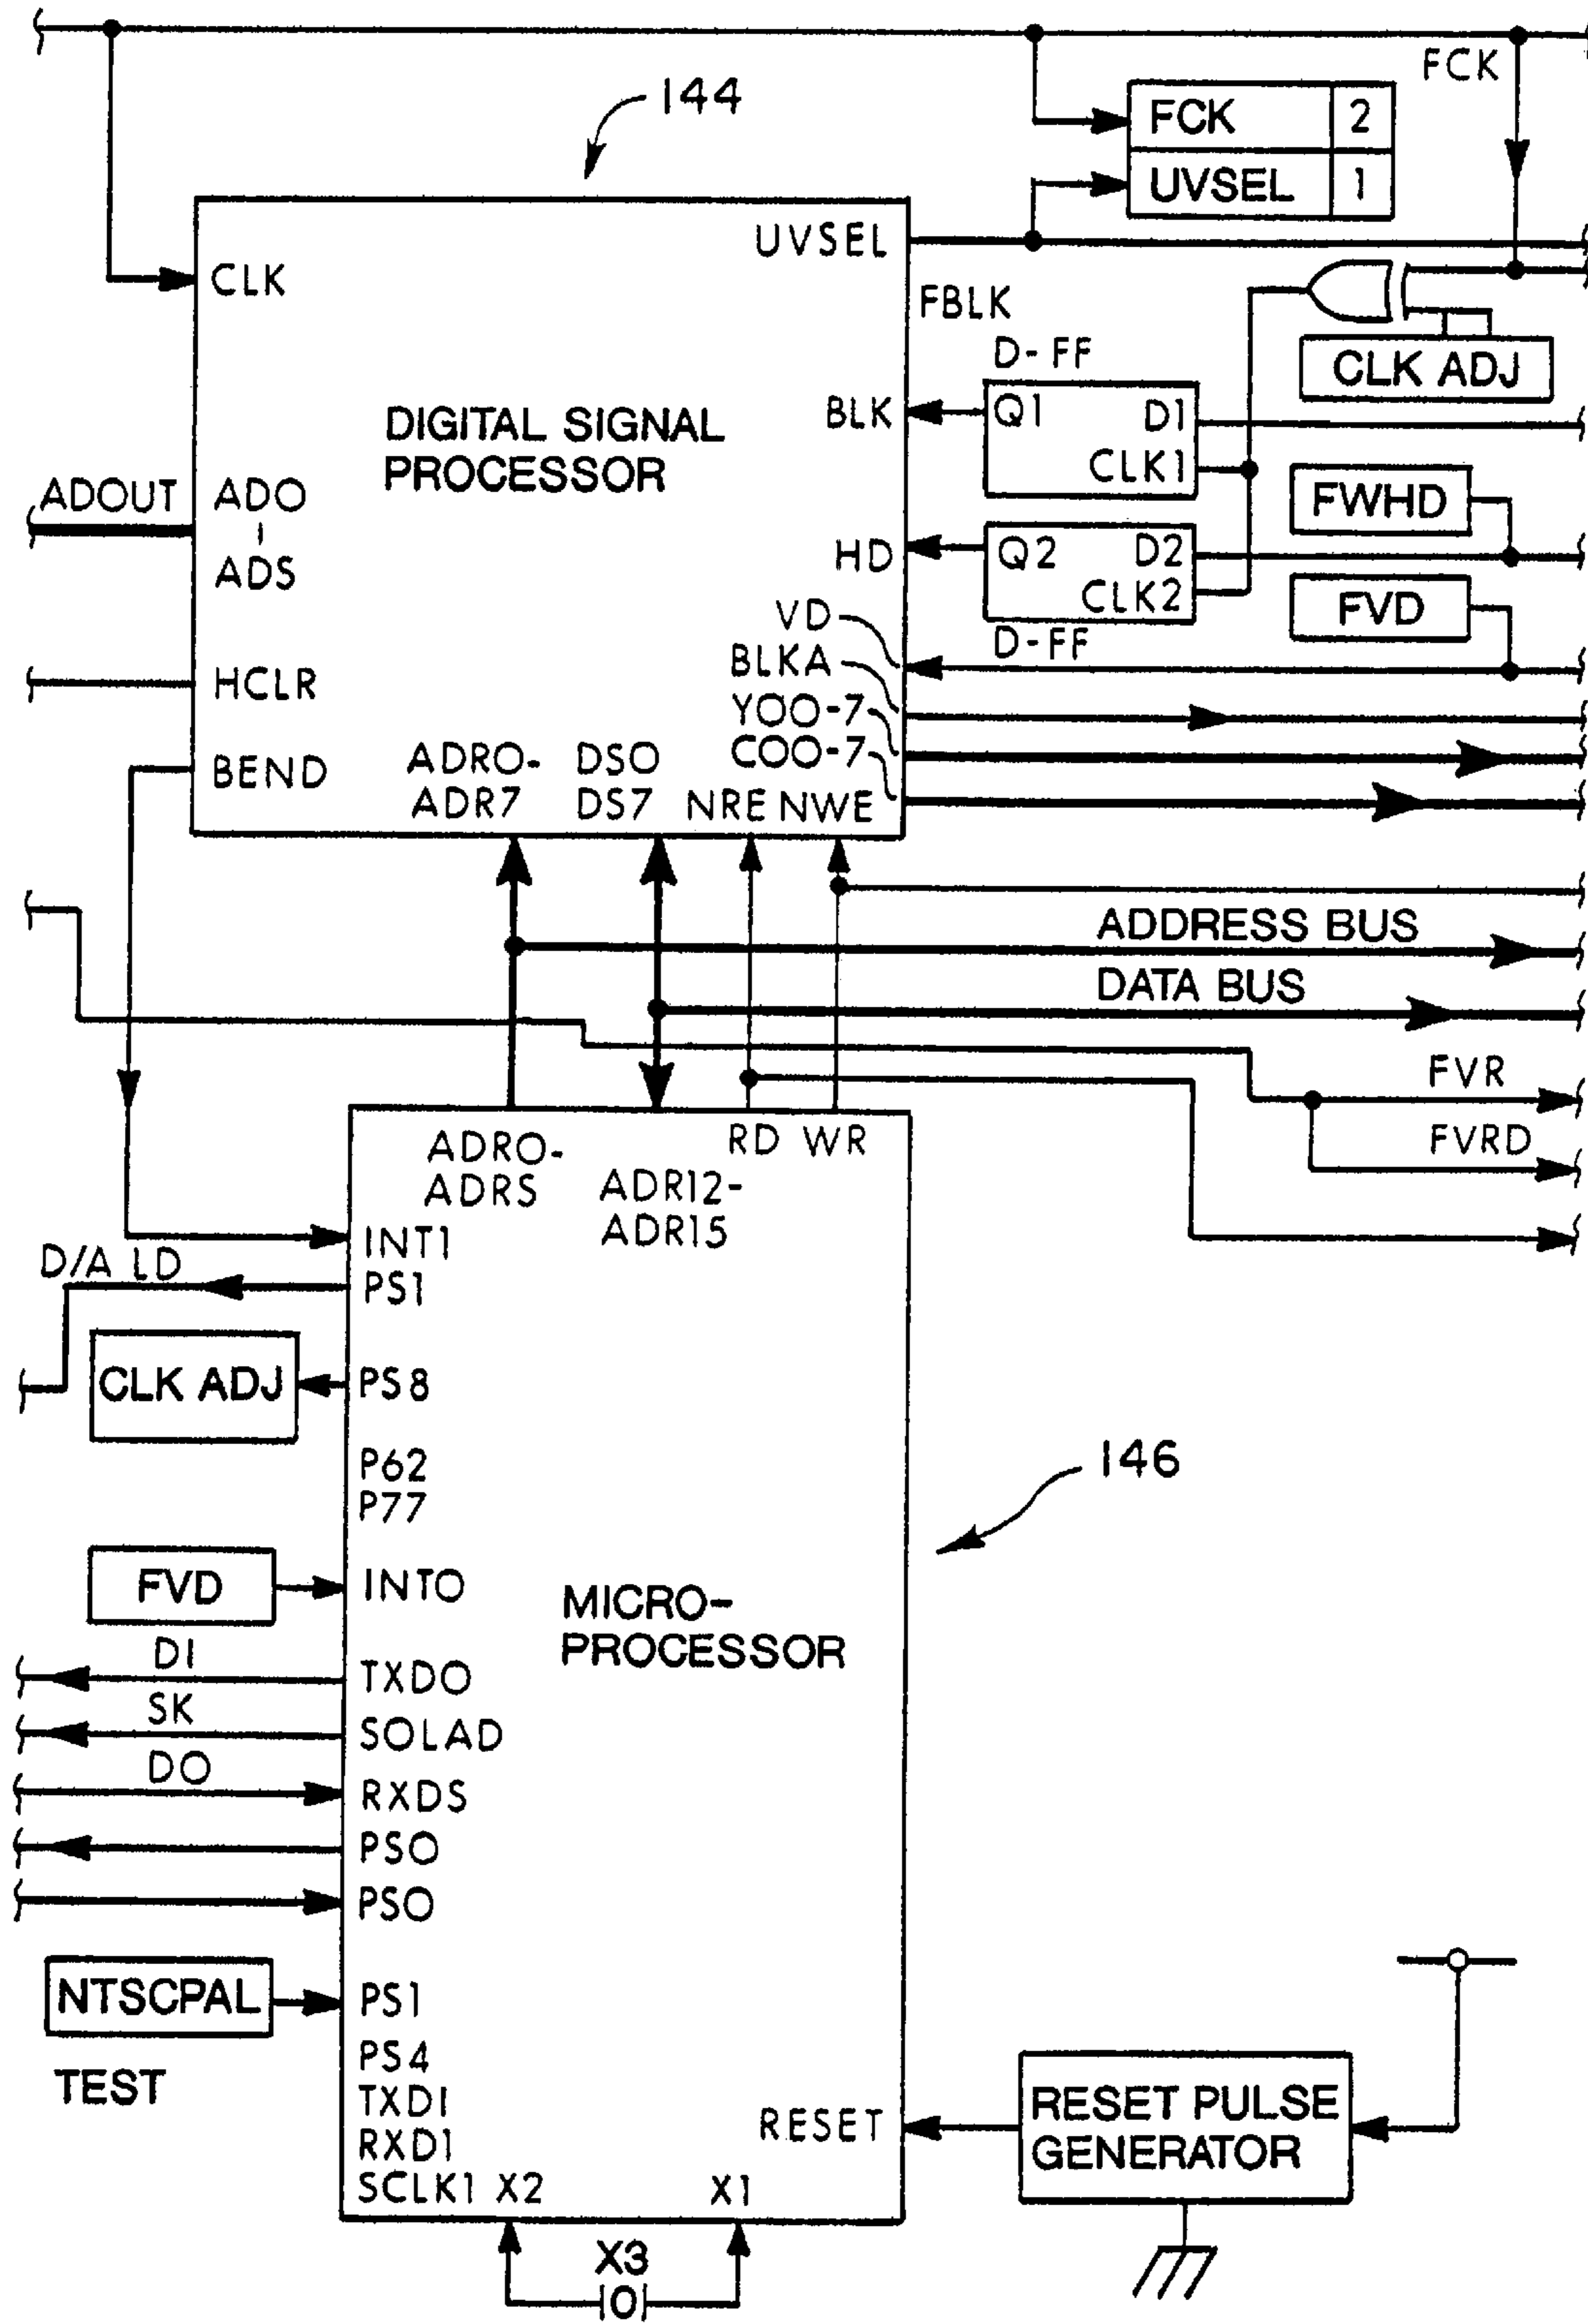 FCK
144
FCK 2
UVSEL 1
UVSEL
CLK
FBLK
CLK ADJ
D-FF
BLK
Q1 D1
CLK1
DIGITAL SIGNAL
PROCESSOR
ADOUT
ADO
-
ADS
FWHD
HD
Q2 D2
CLK2
D-FF
FVD
VD
BLKA
YOO-7
COO-7
HCLR
BEND
ADRO-
ADR7
DSO
DS7
NRE NWE
ADDRESS BUS
DATA BUS
FVR
FVRD
ADRO-
ADRS
ADR12-
ADR15
RD WR
INT1
D/A LD
PS1
CLK ADJ
PS8
P62
P77
146
FVD
INTO
MICRO-
PROCESSOR
DI
TXDO
SK
SOLAD
DO
RXDS
PSO
PSO
NTSCPAL
PS1
TEST
PS4
TXD1
RXD1
SCLK1 X2 X1
RESET
RESET PULSE
GENERATOR
X3